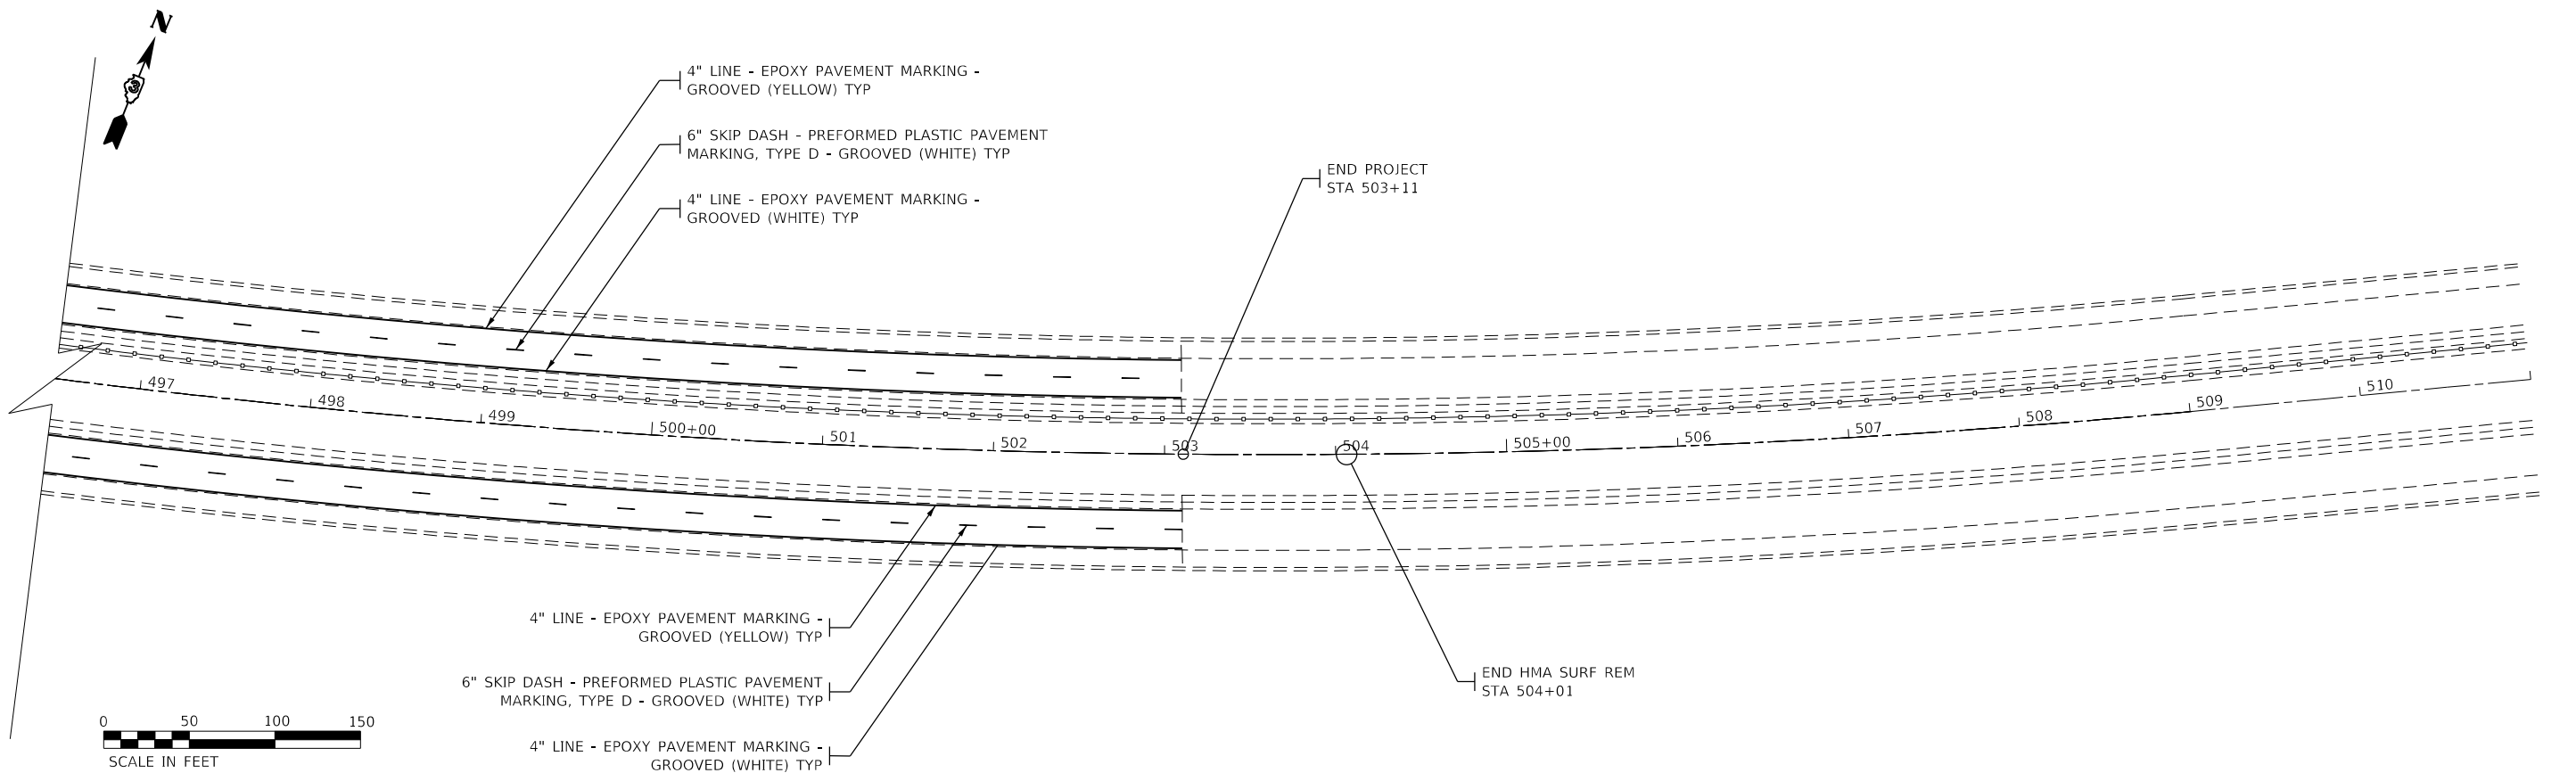 N
3
4" LINE - EPOXY PAVEMENT MARKING -
GROOVED (YELLOW) TYP
6" SKIP DASH - PREFORMED PLASTIC PAVEMENT
MARKING, TYPE D - GROOVED (WHITE) TYP
4" LINE - EPOXY PAVEMENT MARKING -
GROOVED (WHITE) TYP
END PROJECT
STA 503+11
497
498
499
500+00
501
502
503
504
505+00
506
507
508
509
510
4" LINE - EPOXY PAVEMENT MARKING -
GROOVED (YELLOW) TYP
6" SKIP DASH - PREFORMED PLASTIC PAVEMENT
MARKING, TYPE D - GROOVED (WHITE) TYP
4" LINE - EPOXY PAVEMENT MARKING -
GROOVED (WHITE) TYP
END HMA SURF REM
STA 504+01
0 50 100 150
SCALE IN FEET